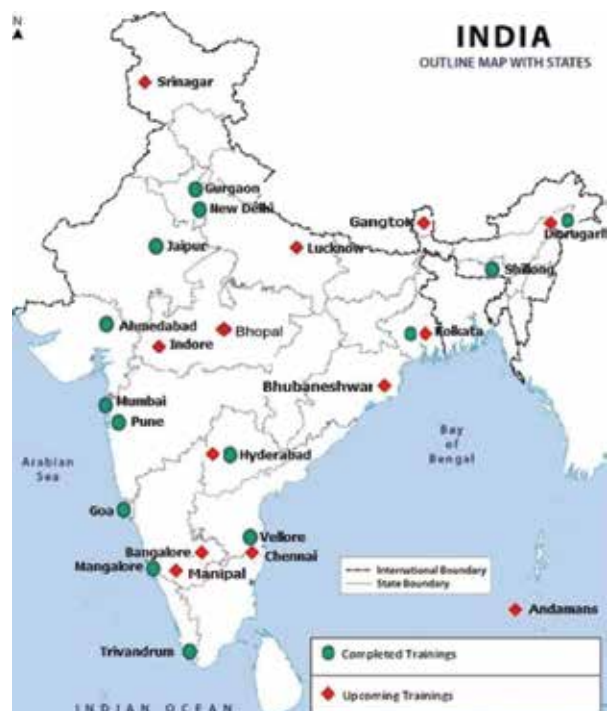 N
INDIA
OUTLINE MAP WITH STATES
Srinagar
Gurgaon
New Delhi
Gangtok
Dibrugarh
Jaipur
Lucknow
Shillong
Ahmedabad
Bhopal
Indore
Kolkata
Bhubaneshwar
Mumbai
Pune
Bay
of
Bengal
Arabian
Sea
Hyderabad
Goa
Vellore
Bangalore
Chennai
Mangalore
Manipal
International Boundary
State Boundary
Andamans
Trivandrum
Completed Trainings
Upcoming Trainings
INDIAN OCEAN